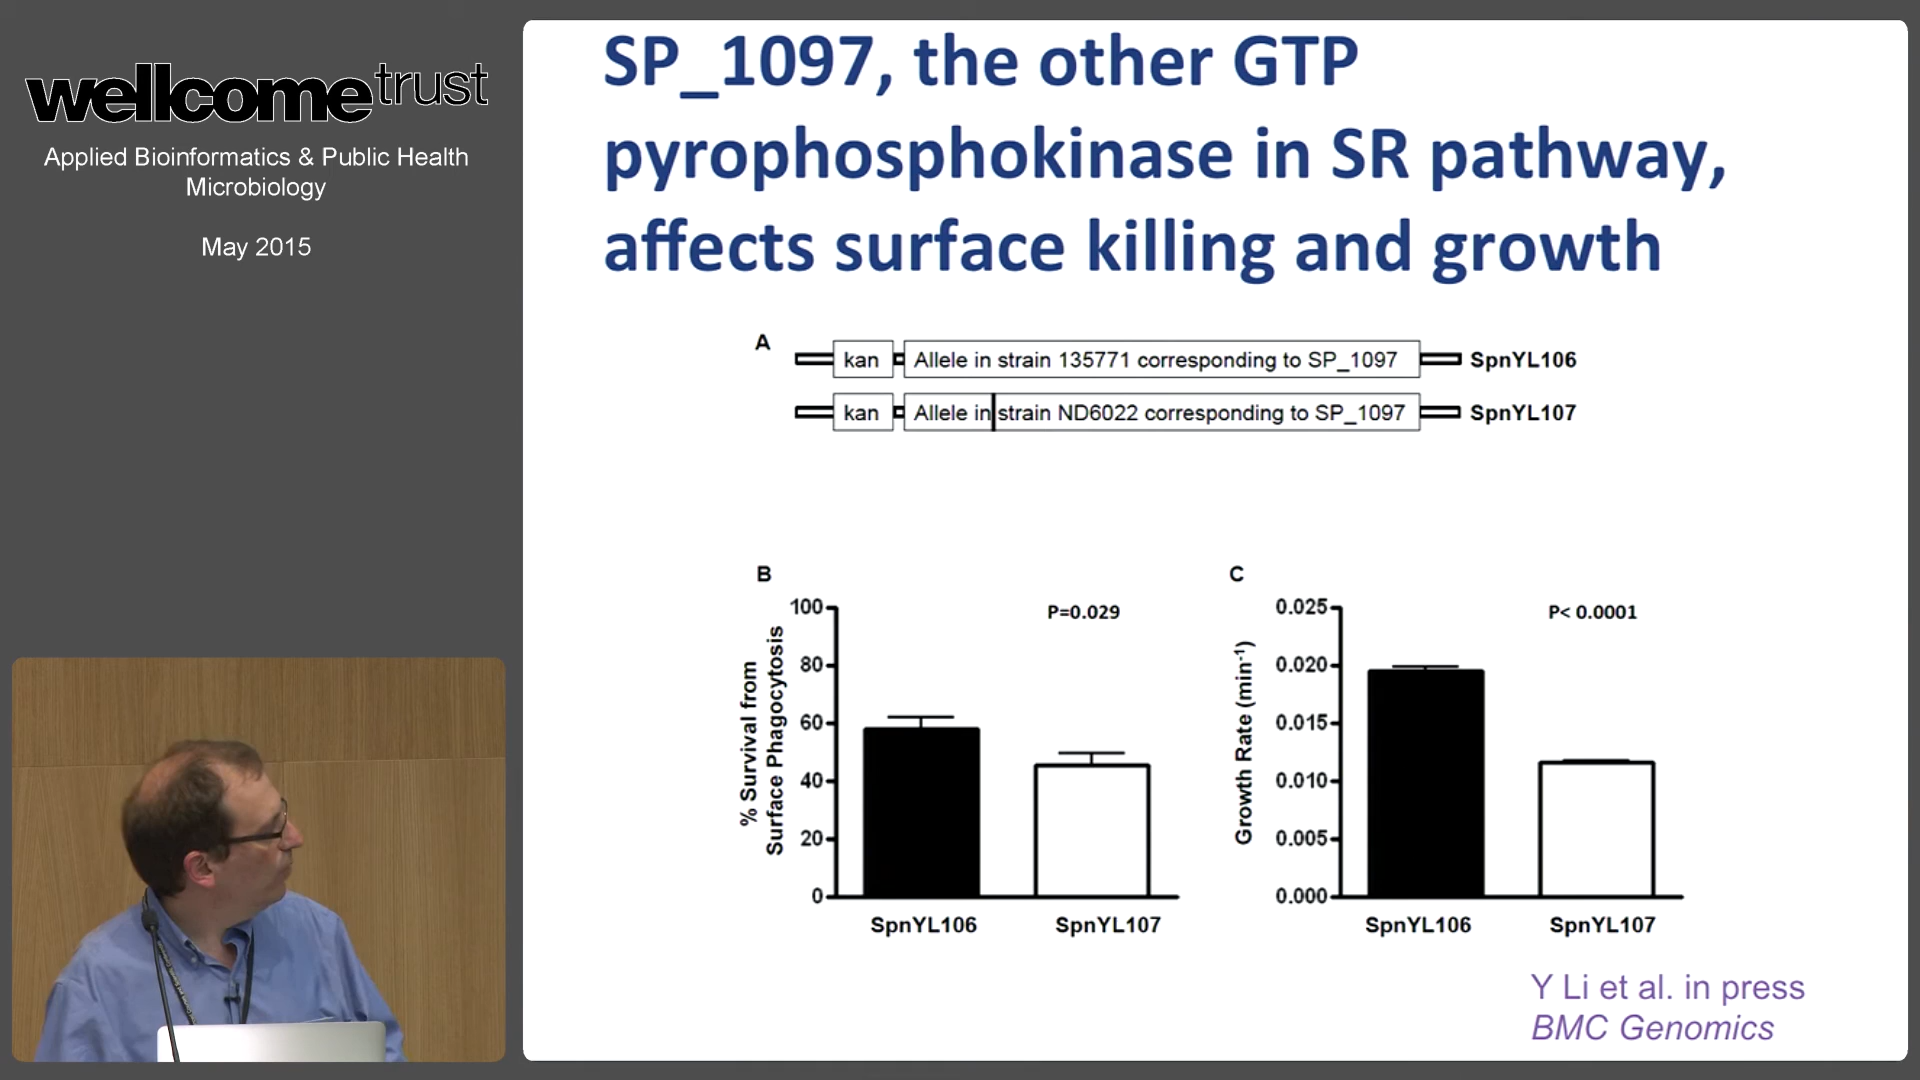 wellcometrust
Applied Bioinformatics & Public Health
Microbiology
May 2015
SP_1097, the other GTP
pyrophosphokinase in SR pathway,
affects surface killing and growth
A
kan Allele in strain 135771 corresponding to SP_1097 SpnYL106
kan Allele in strain ND6022 corresponding to SP_1097 SpnYL107
B
P=0.029
% Survival from
Surface Phagocytosis
100
80
60
40
20
0
SpnYL106 SpnYL107
C
P< 0.0001
Growth Rate (min⁻¹)
0.025
0.020
0.015
0.010
0.005
0.000
SpnYL106 SpnYL107
Y Li et al. in press
BMC Genomics